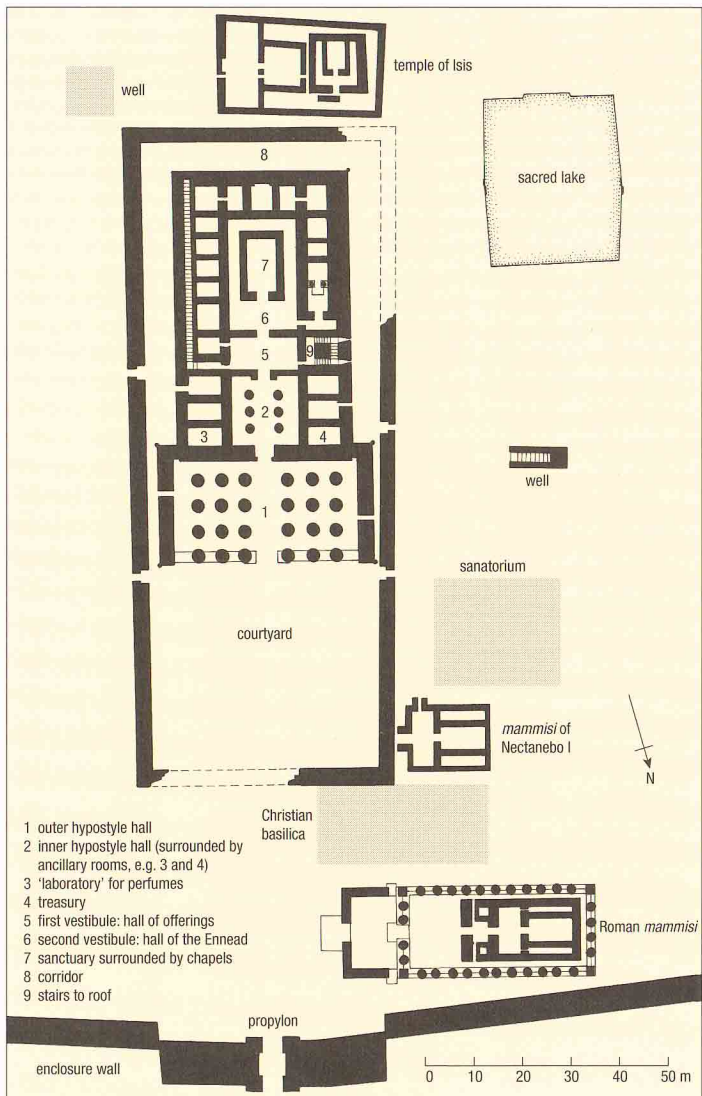 temple of Isis
well
8
sacred lake
7
6
5
9
2
3
4
1
well
sanatorium
courtyard
mammisi of
Nectanebo I
N
Christian
basilica
1 outer hypostyle hall
2 inner hypostyle hall (surrounded by
ancillary rooms, e.g. 3 and 4)
3 ‘laboratory’ for perfumes
4 treasury
5 first vestibule: hall of offerings
6 second vestibule: hall of the Ennead
7 sanctuary surrounded by chapels
8 corridor
9 stairs to roof
Roman mammisi
propylon
enclosure wall
0 10 20 30 40 50 m